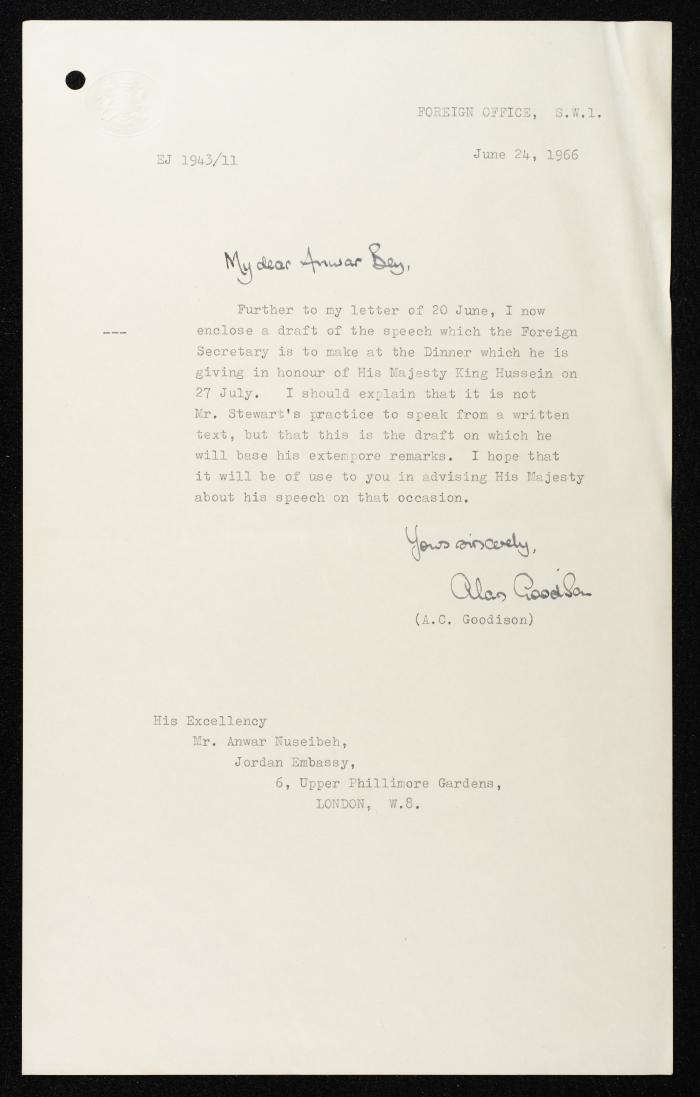 FOREIGN OFFICE, S.W.1.
EJ 1943/11
June 24, 1966
My dear Anwar Bey,
Further to my letter of 20 June, I now
---
enclose a draft of the speech which the Foreign
Secretary is to make at the Dinner which he is
giving in honour of His Majesty King Hussein on
27 July. I should explain that it is not
Mr. Stewart's practice to speak from a written
text, but that this is the draft on which he
will base his extempore remarks. I hope that
it will be of use to you in advising His Majesty
about his speech on that occasion.
Yours sincerely,
Alan Goodison
(A.C. Goodison)
His Excellency
Mr. Anwar Nuseibeh,
Jordan Embassy,
6, Upper Phillimore Gardens,
LONDON, W.8.